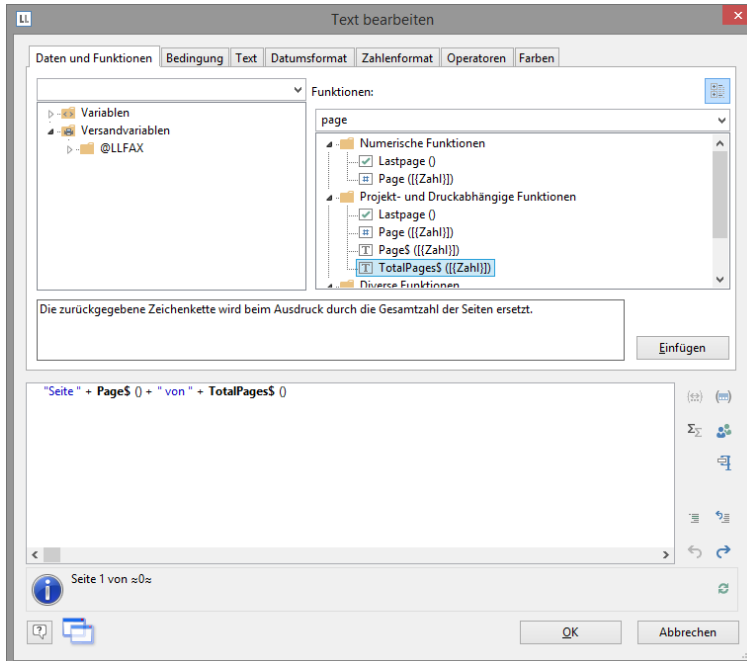 LL
Text bearbeiten
x
Daten und Funktionen Bedingung Text Datumsformat Zahlenformat Operatoren Farben
Funktionen:
Variablen
Versandvariablen
@LLFAX
page
Numerische Funktionen
Lastpage ()
# Page ([{Zahl}])
Projekt- und Druckabhängige Funktionen
Lastpage ()
# Page ([{Zahl}])
T Page$ ([{Zahl}])
T TotalPages$ ([{Zahl}])
Diverse Funktionen
Die zurückgegebene Zeichenkette wird beim Ausdruck durch die Gesamtzahl der Seiten ersetzt.
Einfügen
"Seite " + Page$ () + " von " + TotalPages$ ()
Seite 1 von ≈0≈
OK
Abbrechen